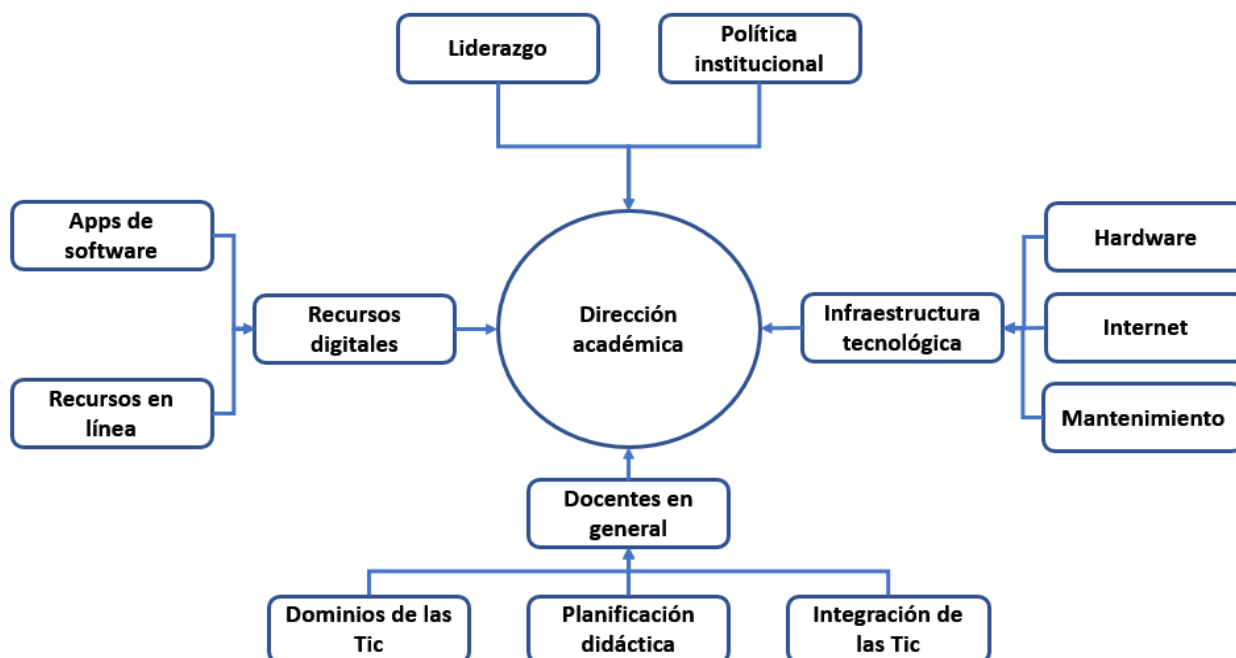 Liderazgo
Política
institucional
Apps de
software
Recursos en
línea
Recursos
digitales
Dirección
académica
Infraestructura
tecnológica
Hardware
Internet
Mantenimiento
Docentes en
general
Dominios de las
Tic
Planificación
didáctica
Integración de
las Tic